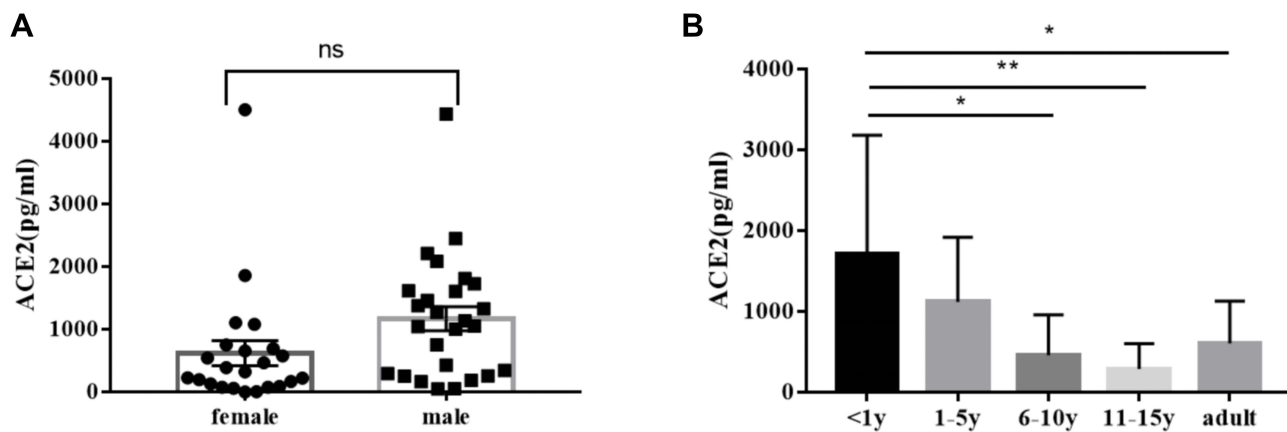 A
ns
5000
4000
3000
2000
1000
0
ACE2(pg/ml)
female
male
B
*
**
*
4000
3000
2000
1000
0
ACE2(pg/ml)
<1y
1-5y
6-10y
11-15y
adult